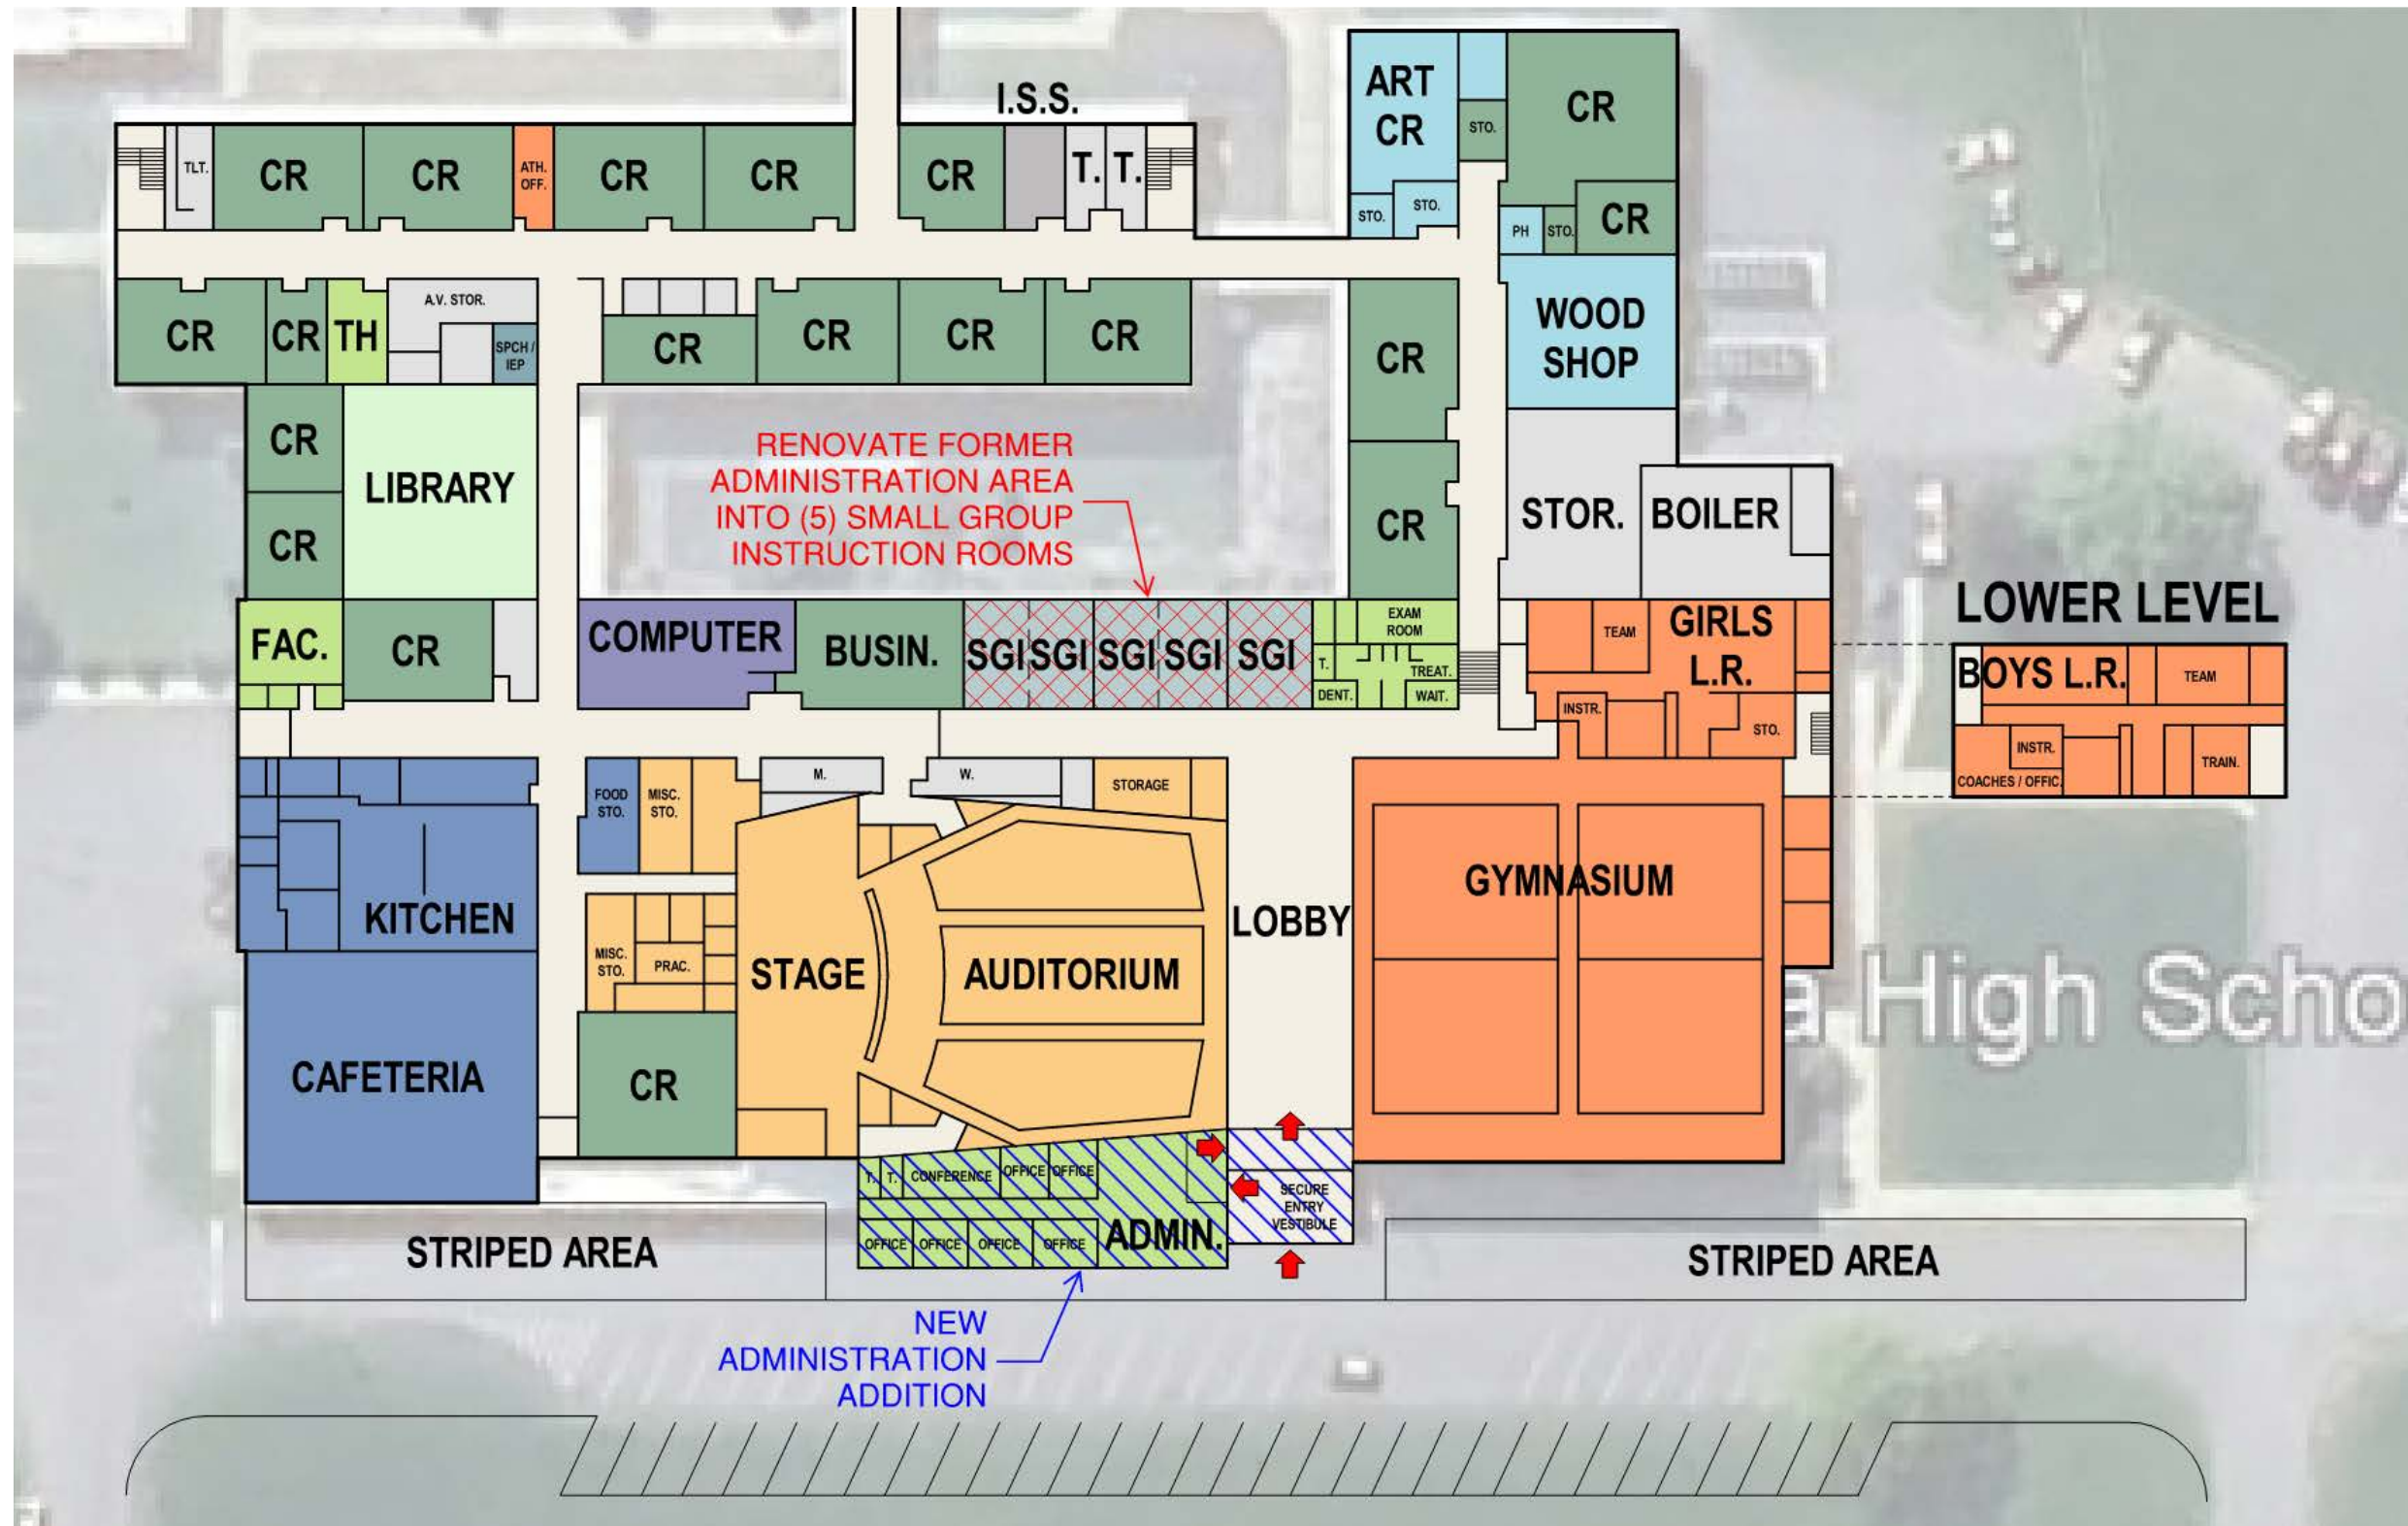 I.S.S.
ART
CR
STO.
CR
STO.
STO.
PH
STO.
CR
TLT.
CR
CR
ATH.
OFF.
CR
CR
CR
T.
T.
CR
CR
TH
A.V. STOR.
SPCH /
IEP
CR
CR
CR
CR
CR
WOOD
SHOP
CR
LIBRARY
CR
RENOVATE FORMER
ADMINISTRATION AREA
INTO (5) SMALL GROUP
INSTRUCTION ROOMS
CR
STOR.
BOILER
FAC.
CR
COMPUTER
BUSIN.
SGI
SGI
SGI
SGI
SGI
EXAM
ROOM
T.
TREAT.
DENT.
WAIT.
TEAM
GIRLS
L.R.
INSTR.
STO.
LOWER LEVEL
BOYS L.R.
TEAM
INSTR.
COACHES / OFFIC.
TRAIN.
FOOD
STO.
MISC.
STO.
M.
W.
STORAGE
KITCHEN
MISC.
STO.
PRAC.
STAGE
AUDITORIUM
LOBBY
GYMNASIUM
a High Scho
CAFETERIA
CR
T.
T.
CONFERENCE
OFFICE
OFFICE
SECURE
ENTRY
VESTIBULE
OFFICE
OFFICE
OFFICE
OFFICE
ADMIN.
STRIPED AREA
STRIPED AREA
NEW
ADMINISTRATION
ADDITION